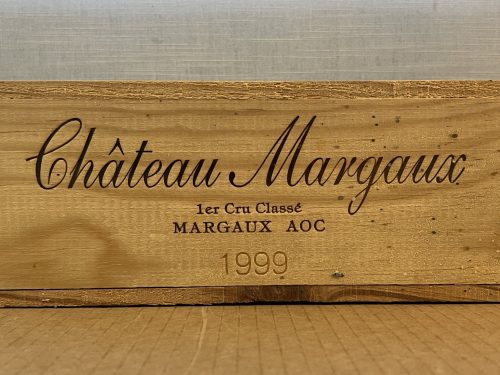 Château Margaux
1er Cru Classé
MARGAUX AOC
1999